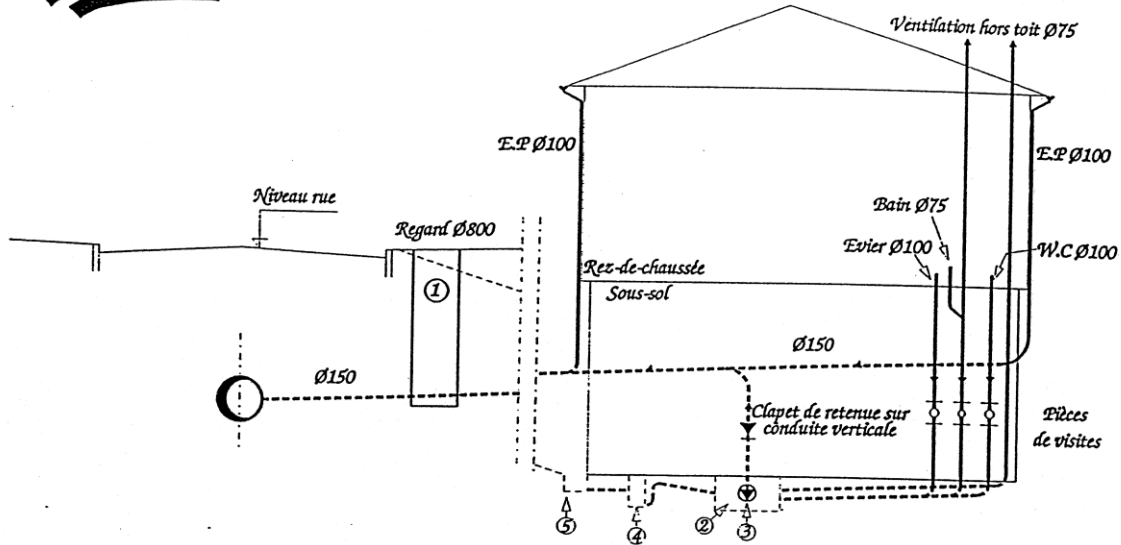 Ventilation hors toit Ø75
E.P Ø100
E.P Ø100
Niveau rue
Regard Ø800
Bain Ø75
Evier Ø100
W.C Ø100
Rez-de-chaussée
Sous-sol
1
Ø150
Ø150
Clapet de retenue sur
conduite verticale
Pièces
de visites
5
4
2
3